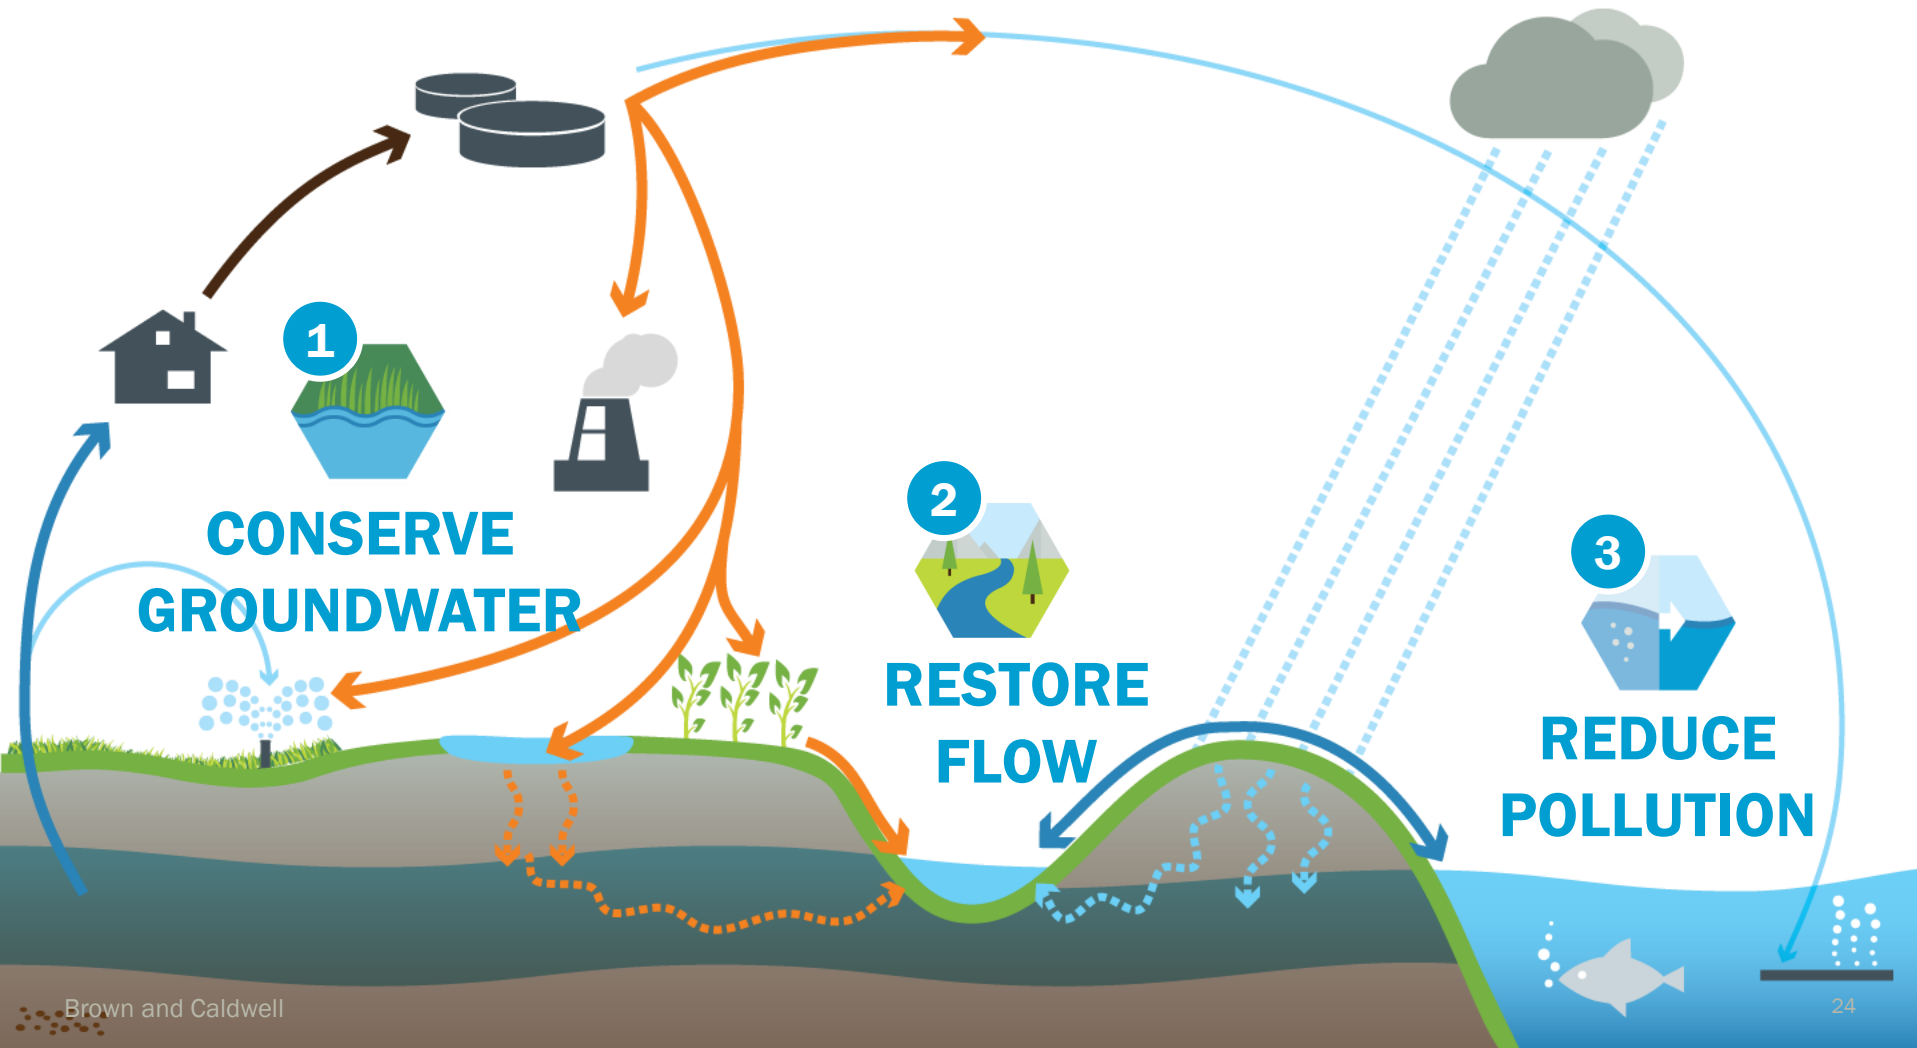 1
CONSERVE
GROUNDWATER
2
RESTORE
FLOW
3
REDUCE
POLLUTION
Brown and Caldwell
24